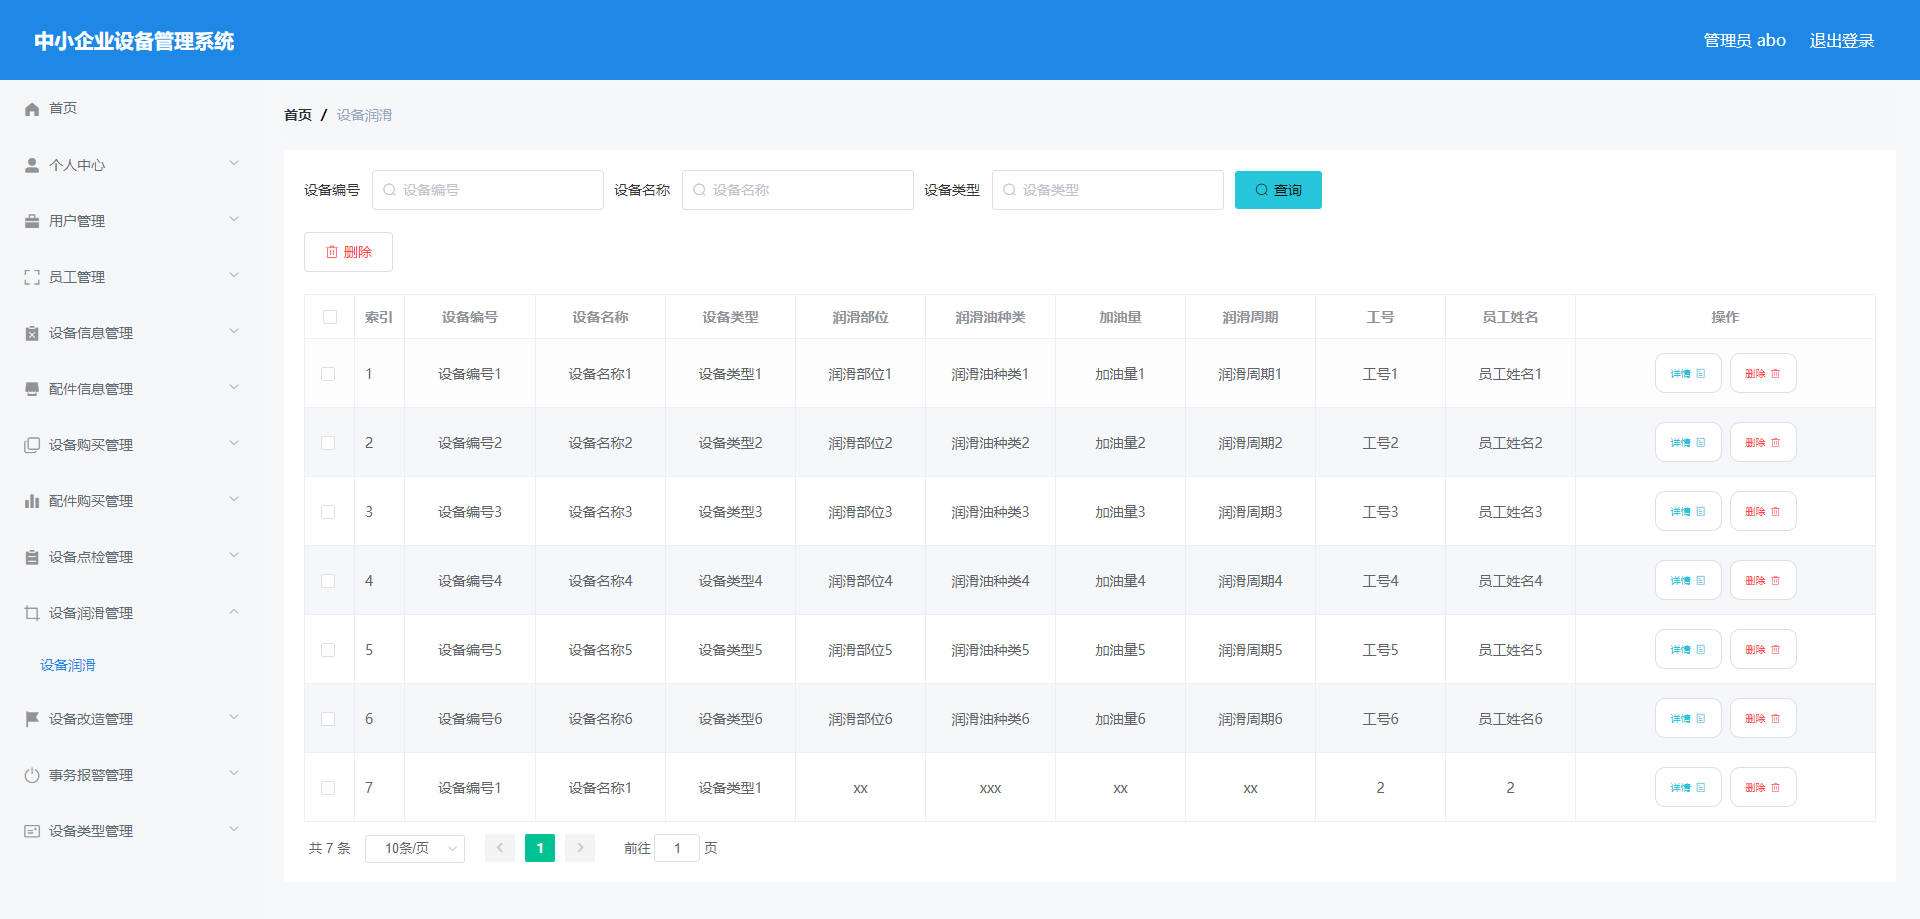 中小企业设备管理系统
管理员 abo 退出登录
首页
个人中心
用户管理
员工管理
设备信息管理
配件信息管理
设备购买管理
配件购买管理
设备点检管理
设备润滑管理
设备润滑
设备改造管理
事务报警管理
设备类型管理
首页 / 设备润滑
设备编号 设备编号 设备名称 设备名称 设备类型 设备类型 查询
删除
索引 设备编号 设备名称 设备类型 润滑部位 润滑油种类 加油量 润滑周期 工号 员工姓名 操作
1 设备编号1 设备名称1 设备类型1 润滑部位1 润滑油种类1 加油量1 润滑周期1 工号1 员工姓名1 详情 删除
2 设备编号2 设备名称2 设备类型2 润滑部位2 润滑油种类2 加油量2 润滑周期2 工号2 员工姓名2 详情 删除
3 设备编号3 设备名称3 设备类型3 润滑部位3 润滑油种类3 加油量3 润滑周期3 工号3 员工姓名3 详情 删除
4 设备编号4 设备名称4 设备类型4 润滑部位4 润滑油种类4 加油量4 润滑周期4 工号4 员工姓名4 详情 删除
5 设备编号5 设备名称5 设备类型5 润滑部位5 润滑油种类5 加油量5 润滑周期5 工号5 员工姓名5 详情 删除
6 设备编号6 设备名称6 设备类型6 润滑部位6 润滑油种类6 加油量6 润滑周期6 工号6 员工姓名6 详情 删除
7 设备编号1 设备名称1 设备类型1 xx xxx xx xx 2 2 详情 删除
共 7 条 10条/页 1 前往 1 页